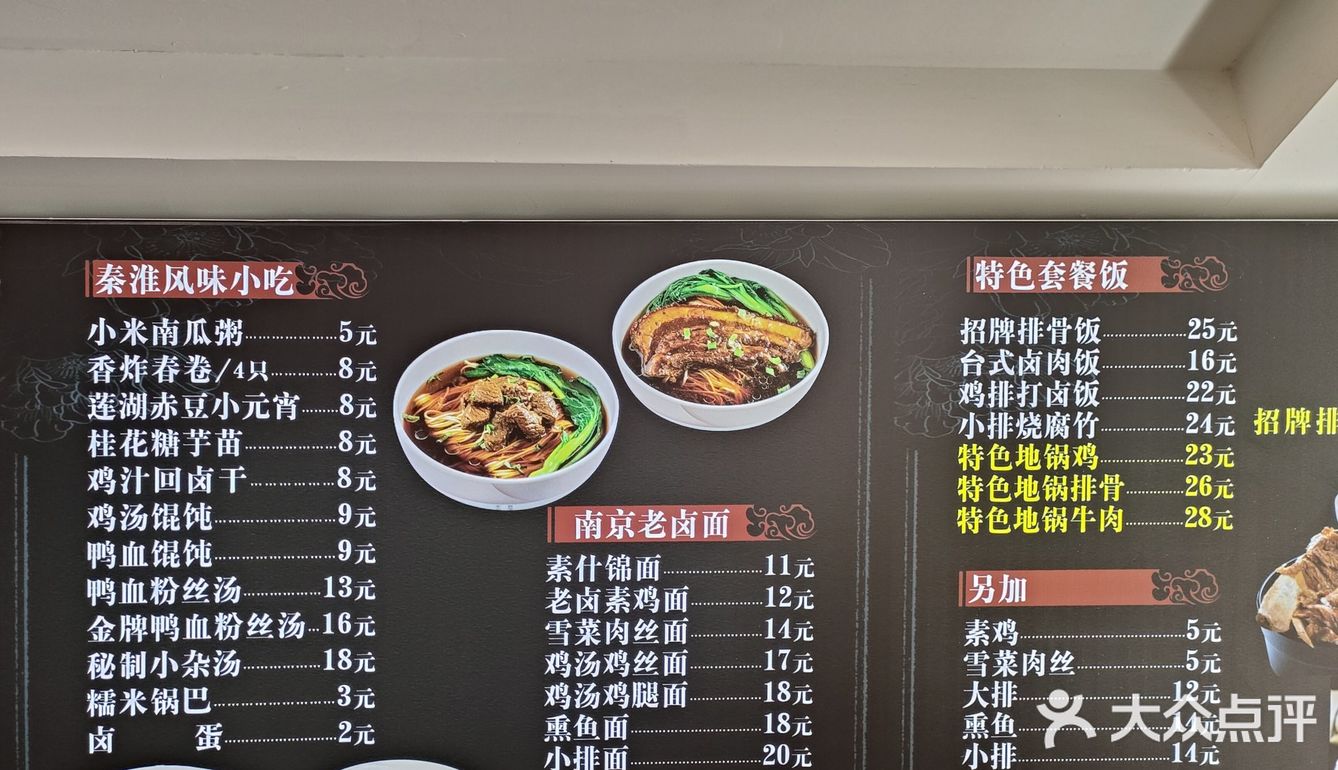 秦淮风味小吃
小米南瓜粥 5元
香炸春卷/4只 8元
莲湖赤豆小元宵 8元
桂花糖芋苗 8元
鸡汁回卤干 8元
鸡汤馄饨 9元
鸭血馄饨 9元
鸭血粉丝汤 13元
金牌鸭血粉丝汤 16元
秘制小杂汤 18元
糯米锅巴 3元
卤 蛋 2元
南京老卤面
素什锦面 11元
老卤素鸡面 12元
雪菜肉丝面 14元
鸡汤鸡丝面 17元
鸡汤鸡腿面 18元
熏鱼面 18元
小排面 20元
特色套餐饭
招牌排骨饭 25元
台式卤肉饭 16元
鸡排打卤饭 22元
小排烧腐竹 24元
特色地锅鸡 23元
特色地锅排骨 26元
特色地锅牛肉 28元
另加
素鸡 5元
雪菜肉丝 5元
大排 12元
熏鱼 14元
小排 14元
招牌排
大众点评